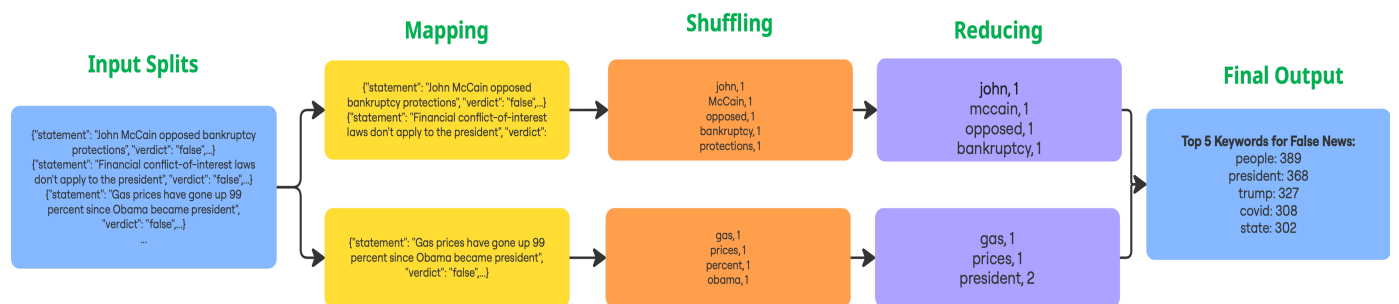 Input Splits
{"statement": "John McCain opposed bankruptcy
protections", "verdict": "false",...}
{"statement": "Financial conflict-of-interest laws
don't apply to the president", "verdict": "false",...}
{"statement": "Gas prices have gone up 99
percent since Obama became president",
"verdict": "false",...}
...
Mapping
{"statement": "John McCain opposed
bankruptcy protections", "verdict": "false",...}
{"statement": "Financial conflict-of-interest
laws don't apply to the president", "verdict":
{"statement": "Gas prices have gone up 99
percent since Obama became president",
"verdict": "false",...}
Shuffling
john, 1
McCain, 1
opposed, 1
bankruptcy, 1
protections, 1
gas, 1
prices, 1
percent, 1
obama, 1
Reducing
john, 1
mccain, 1
opposed, 1
bankruptcy, 1
gas, 1
prices, 1
president, 2
Final Output
Top 5 Keywords for False News:
people: 389
president: 368
trump: 327
covid: 308
state: 302